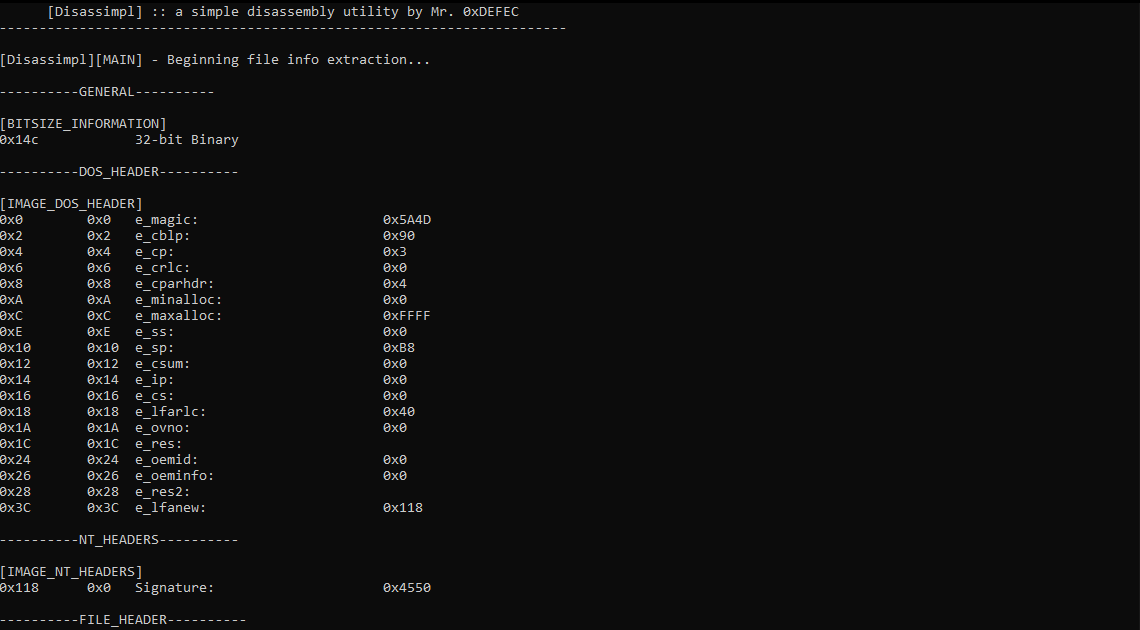 [Disassimpl] :: a simple disassembly utility by Mr. 0xDEFEC
-----------------------------------------------------------------------
[Disassimpl][MAIN] - Beginning file info extraction...
----------GENERAL----------
[BITSIZE_INFORMATION]
0x14c 32-bit Binary
----------DOS_HEADER----------
[IMAGE_DOS_HEADER]
0x0 0x0 e_magic: 0x5A4D
0x2 0x2 e_cblp: 0x90
0x4 0x4 e_cp: 0x3
0x6 0x6 e_crlc: 0x0
0x8 0x8 e_cparhdr: 0x4
0xA 0xA e_minalloc: 0x0
0xC 0xC e_maxalloc: 0xFFFF
0xE 0xE e_ss: 0x0
0x10 0x10 e_sp: 0xB8
0x12 0x12 e_csum: 0x0
0x14 0x14 e_ip: 0x0
0x16 0x16 e_cs: 0x0
0x18 0x18 e_lfarlc: 0x40
0x1A 0x1A e_ovno: 0x0
0x1C 0x1C e_res:
0x24 0x24 e_oemid: 0x0
0x26 0x26 e_oeminfo: 0x0
0x28 0x28 e_res2:
0x3C 0x3C e_lfanew: 0x118
----------NT_HEADERS----------
[IMAGE_NT_HEADERS]
0x118 0x0 Signature: 0x4550
----------FILE_HEADER----------